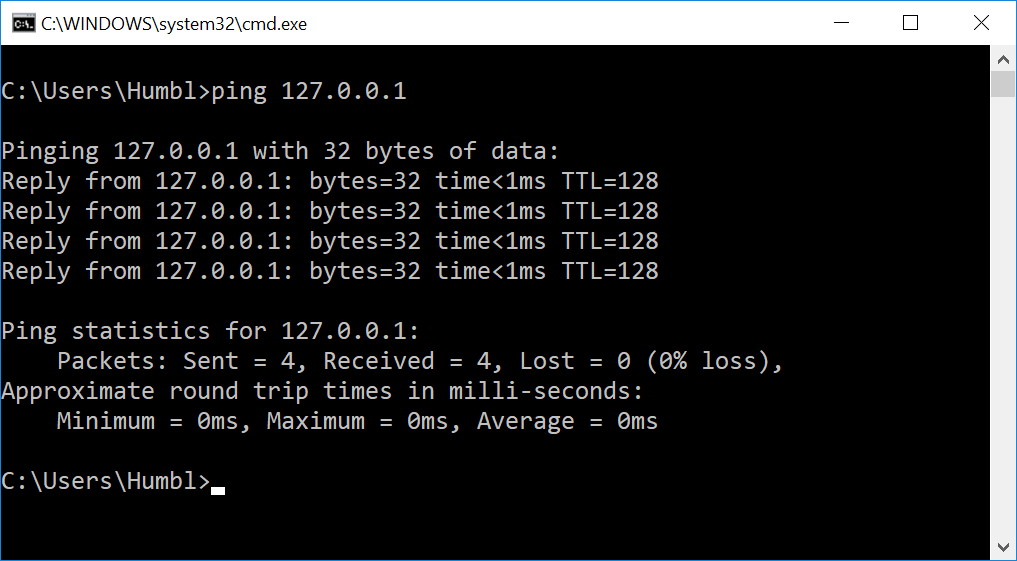 C:\WINDOWS\system32\cmd.exe
C:\Users\Humbl>ping 127.0.0.1
Pinging 127.0.0.1 with 32 bytes of data:
Reply from 127.0.0.1: bytes=32 time<1ms TTL=128
Reply from 127.0.0.1: bytes=32 time<1ms TTL=128
Reply from 127.0.0.1: bytes=32 time<1ms TTL=128
Reply from 127.0.0.1: bytes=32 time<1ms TTL=128
Ping statistics for 127.0.0.1:
    Packets: Sent = 4, Received = 4, Lost = 0 (0% loss),
Approximate round trip times in milli-seconds:
    Minimum = 0ms, Maximum = 0ms, Average = 0ms
C:\Users\Humbl>